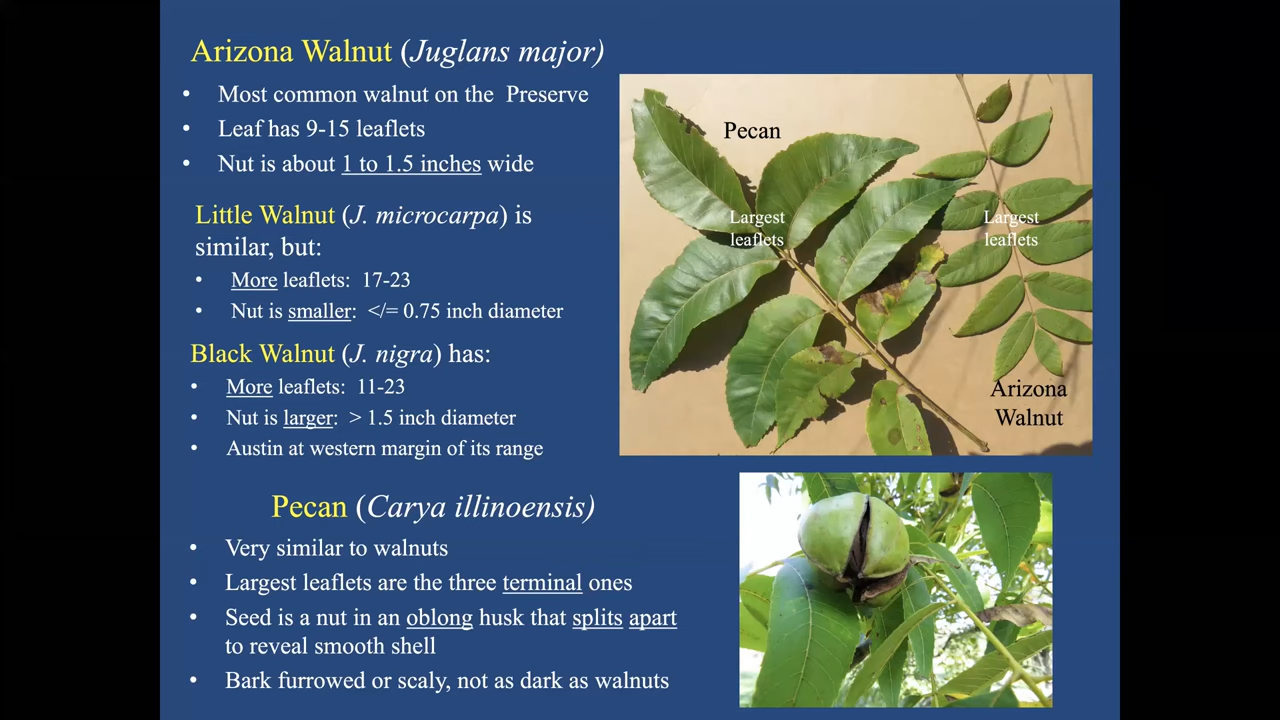 Arizona Walnut (Juglans major)
• Most common walnut on the Preserve
• Leaf has 9-15 leaflets
• Nut is about 1 to 1.5 inches wide
Little Walnut (J. microcarpa) is
similar, but:
• More leaflets: 17-23
• Nut is smaller: </= 0.75 inch diameter
Black Walnut (J. nigra) has:
• More leaflets: 11-23
• Nut is larger: > 1.5 inch diameter
• Austin at western margin of its range
Pecan (Carya illinoensis)
• Very similar to walnuts
• Largest leaflets are the three terminal ones
• Seed is a nut in an oblong husk that splits apart
to reveal smooth shell
• Bark furrowed or scaly, not as dark as walnuts
Pecan
Largest
leaflets
Largest
leaflets
Arizona
Walnut